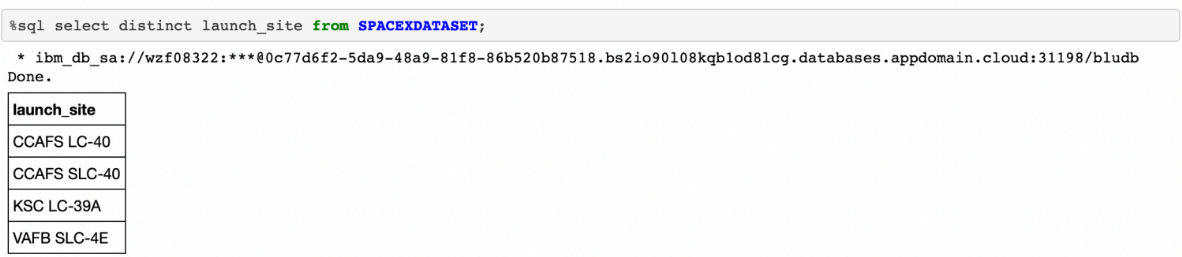 %sql select distinct launch_site from SPACEXDATASET;
* ibm_db_sa://wzf08322:***@0c77d6f2-5da9-48a9-81f8-86b520b87518.bs2io90l08kqb1od8lcg.databases.appdomain.cloud:31198/bludb
Done.
launch_site
CCAFS LC-40
CCAFS SLC-40
KSC LC-39A
VAFB SLC-4E